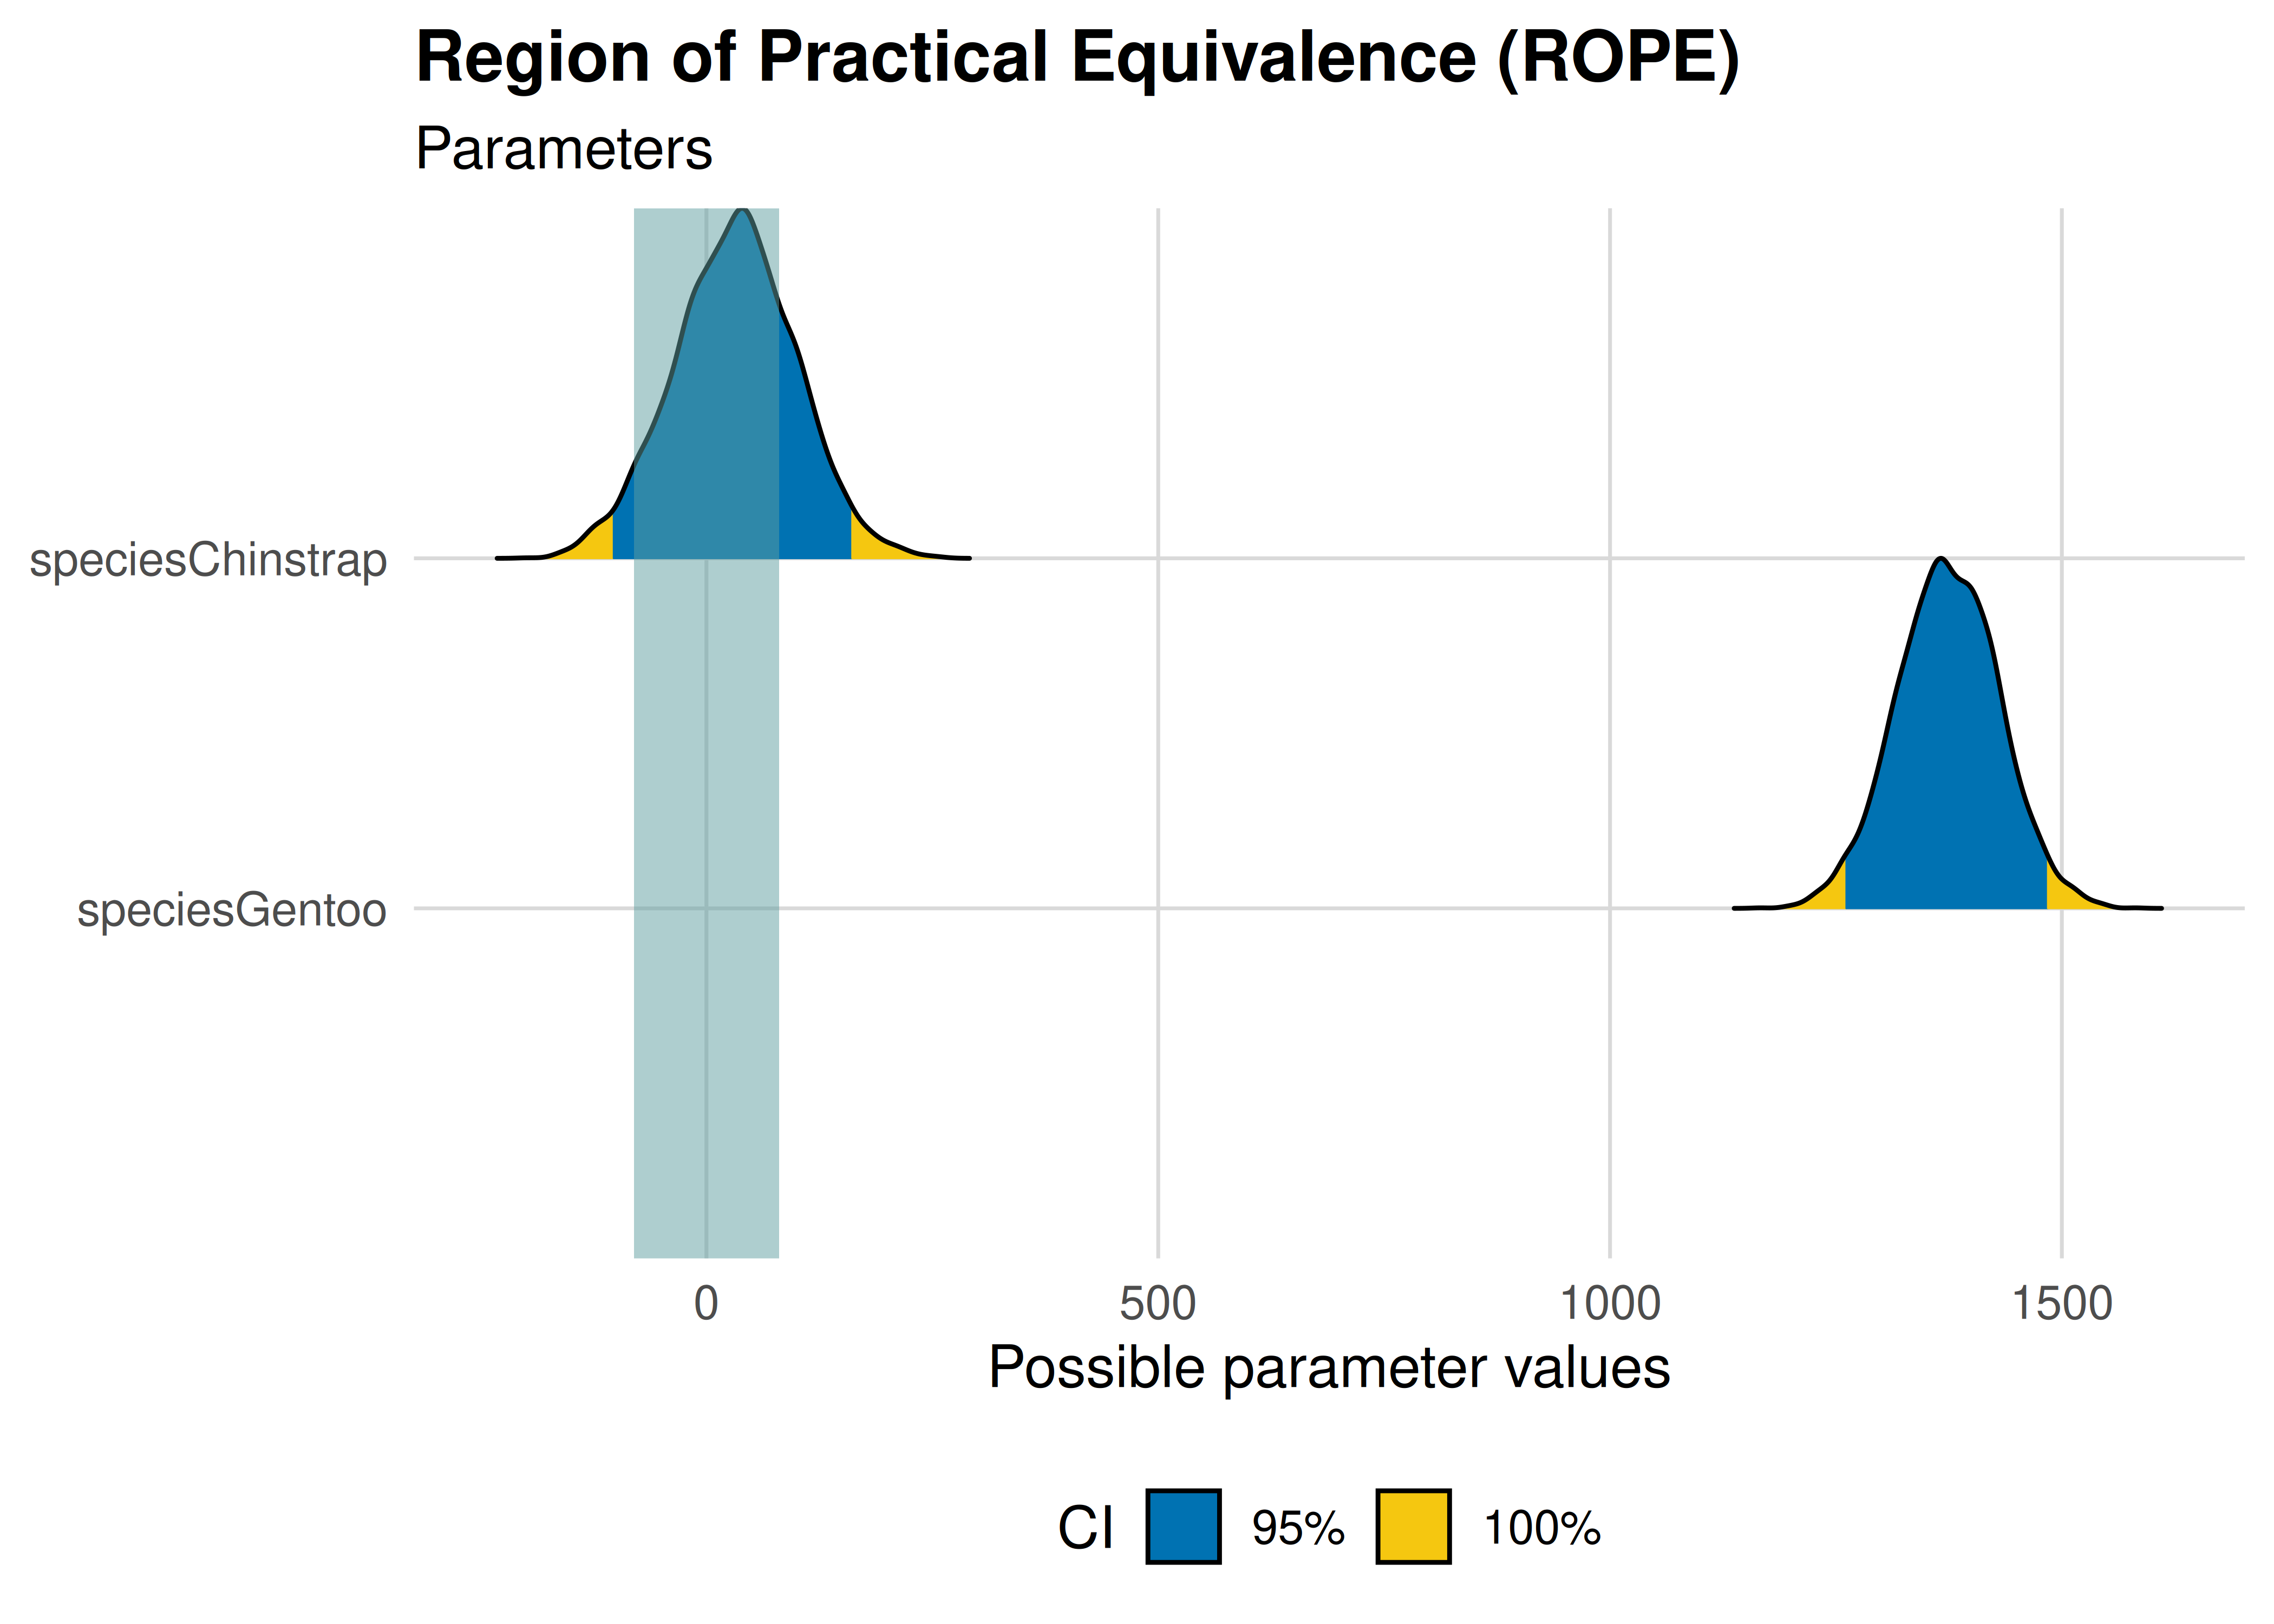 Region of Practical Equivalence (ROPE)
Parameters
speciesChinstrap
speciesGentoo
0 500 1000 1500
Possible parameter values
CI 95% 100%